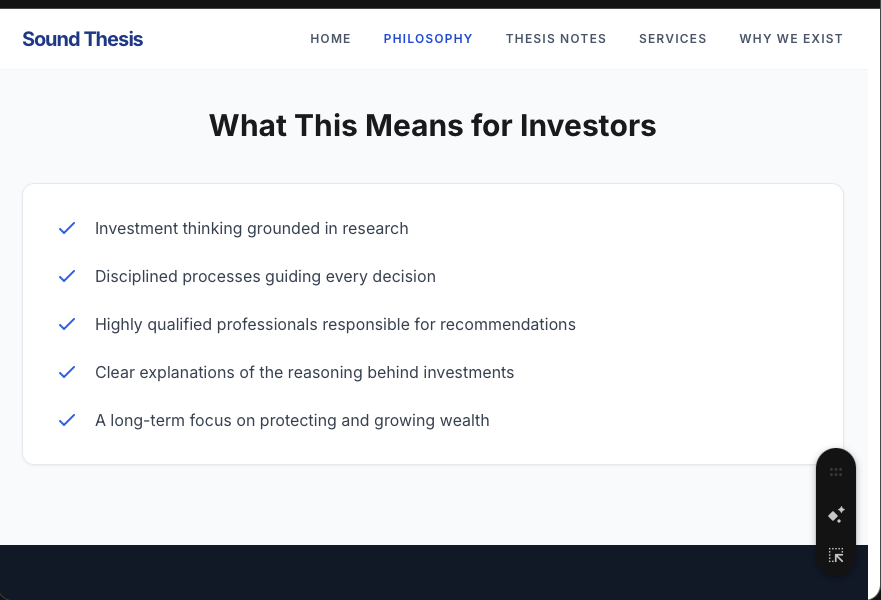 Sound Thesis
HOME PHILOSOPHY THESIS NOTES SERVICES WHY WE EXIST
What This Means for Investors
Investment thinking grounded in research
Disciplined processes guiding every decision
Highly qualified professionals responsible for recommendations
Clear explanations of the reasoning behind investments
A long-term focus on protecting and growing wealth